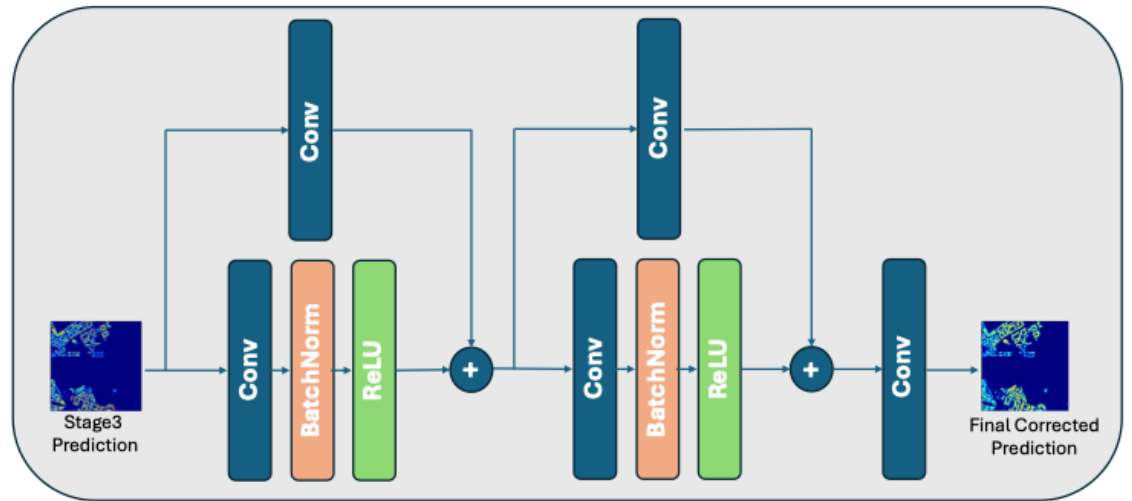 Conv
Conv
Conv
BatchNorm
ReLU
+
Conv
BatchNorm
ReLU
+
Conv
Stage3
Prediction
Final Corrected
Prediction